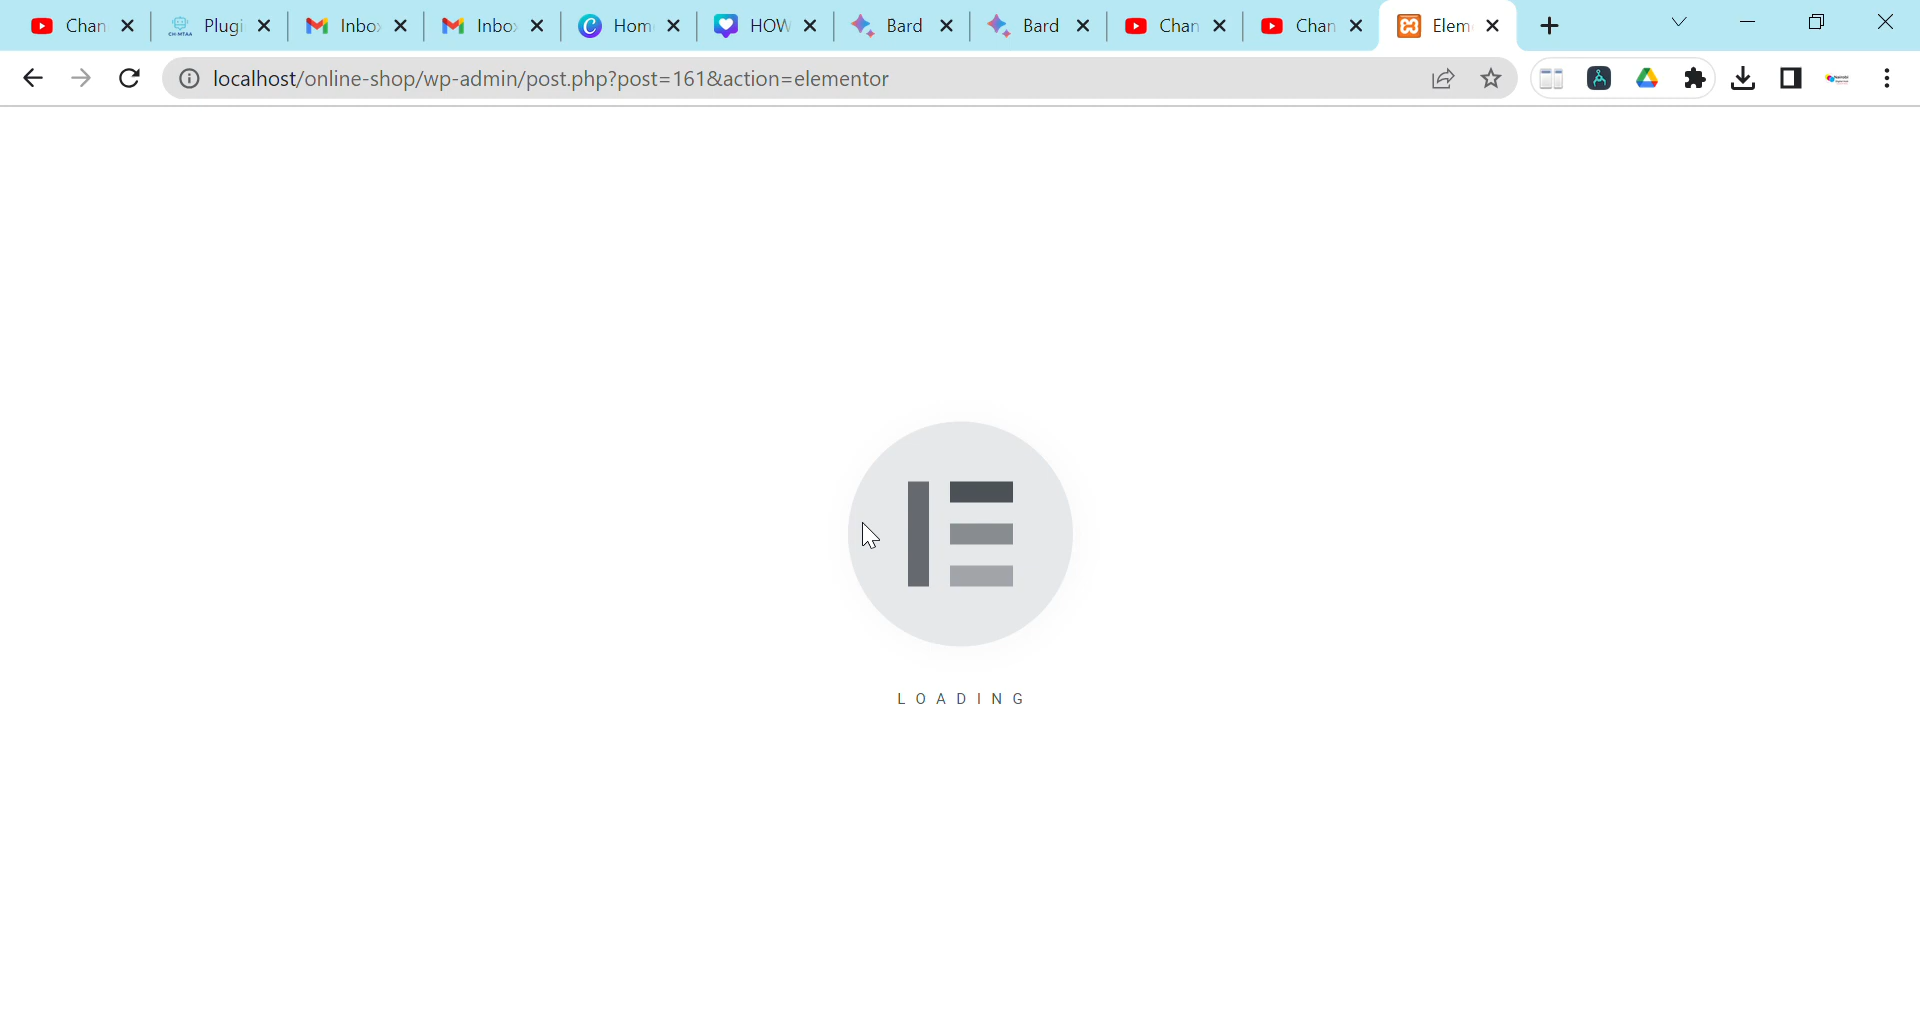 Chan Plugi Inbo Inbo Hom HOW Bard Bard Chan Chan Elem
localhost/online-shop/wp-admin/post.php?post=161&action=elementor
LOADING